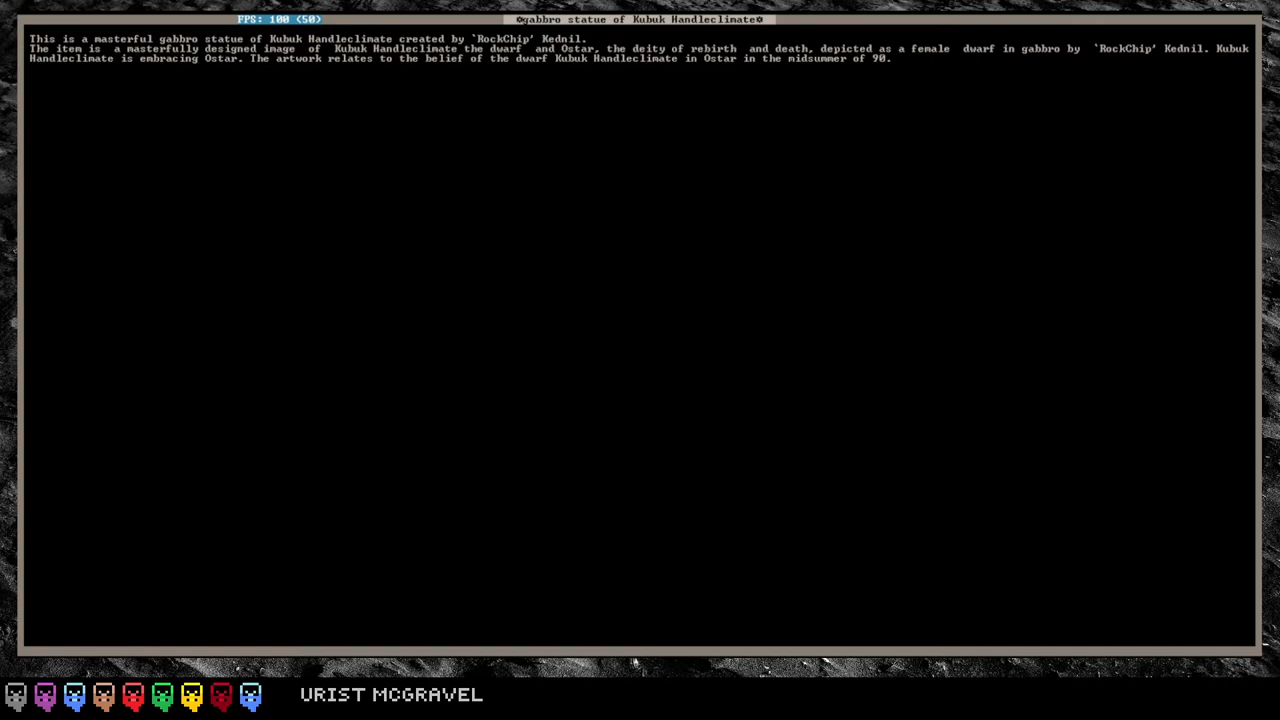 FPS: 100 (50)
☼gabbro statue of Kubuk Handleclimate☼
This is a masterful gabbro statue of Kubuk Handleclimate created by `RockChip' Kednil.
The item is a masterfully designed image of Kubuk Handleclimate the dwarf and Ostar, the deity of rebirth and death, depicted as a female dwarf in gabbro by `RockChip' Kednil. Kubuk
Handleclimate is embracing Ostar. The artwork relates to the belief of the dwarf Kubuk Handleclimate in Ostar in the midsummer of 90.
URIST MCGRAVEL